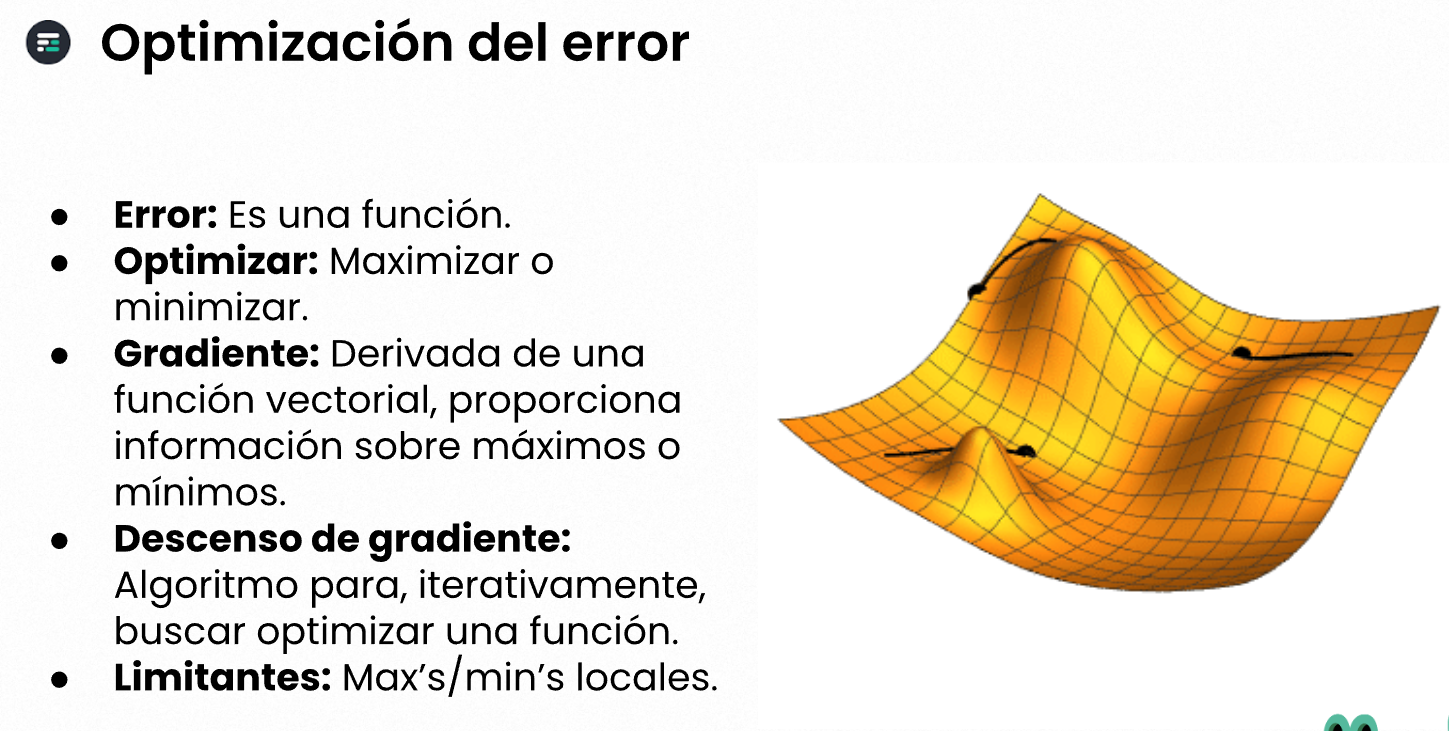 Optimización del error
● Error: Es una función.
● Optimizar: Maximizar o
minimizar.
● Gradiente: Derivada de una
función vectorial, proporciona
información sobre máximos o
mínimos.
● Descenso de gradiente:
Algoritmo para, iterativamente,
buscar optimizar una función.
● Limitantes: Max’s/min’s locales.